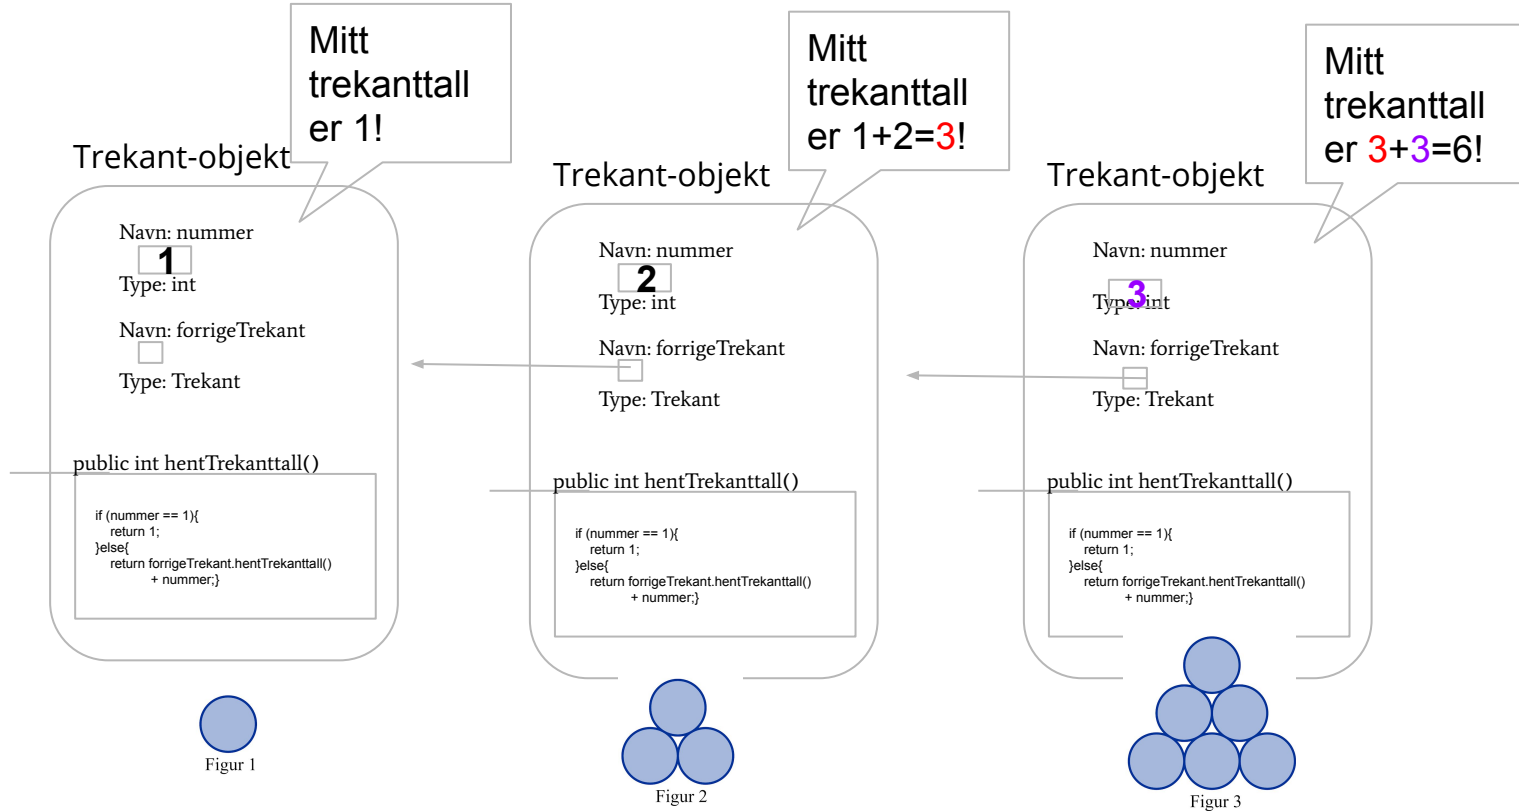 Mitt
trekanttall
er 1!
Trekant-objekt
Navn: nummer
1
Type: int
Navn: forrigeTrekant
Type: Trekant
public int hentTrekanttall()
if (nummer == 1){
return 1;
}else{
return forrigeTrekant.hentTrekanttall()
+ nummer;}
Figur 1
Mitt
trekanttall
er 1+2=3!
Trekant-objekt
Navn: nummer
2
Type: int
Navn: forrigeTrekant
Type: Trekant
public int hentTrekanttall()
if (nummer == 1){
return 1;
}else{
return forrigeTrekant.hentTrekanttall()
+ nummer;}
Figur 2
Mitt
trekanttall
er 3+3=6!
Trekant-objekt
Navn: nummer
3
Type: int
Navn: forrigeTrekant
Type: Trekant
public int hentTrekanttall()
if (nummer == 1){
return 1;
}else{
return forrigeTrekant.hentTrekanttall()
+ nummer;}
Figur 3